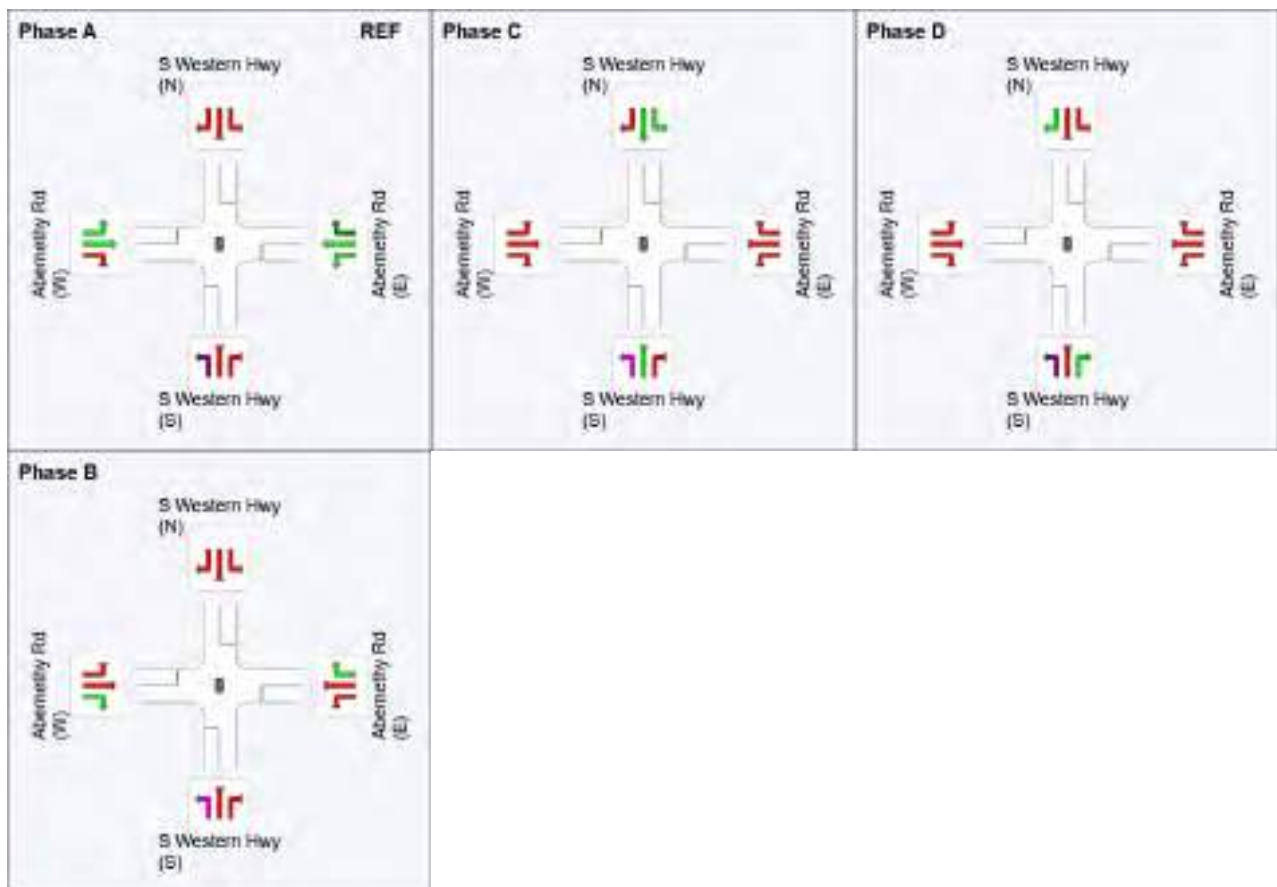 Phase A
REF
S Western Hwy
(N)
Abernethy Rd
(W)
Abernethy Rd
(E)
S Western Hwy
(S)
Phase C
S Western Hwy
(N)
Abernethy Rd
(W)
Abernethy Rd
(E)
S Western Hwy
(S)
Phase D
S Western Hwy
(N)
Abernethy Rd
(W)
Abernethy Rd
(E)
S Western Hwy
(S)
Phase B
S Western Hwy
(N)
Abernethy Rd
(W)
Abernethy Rd
(E)
S Western Hwy
(S)